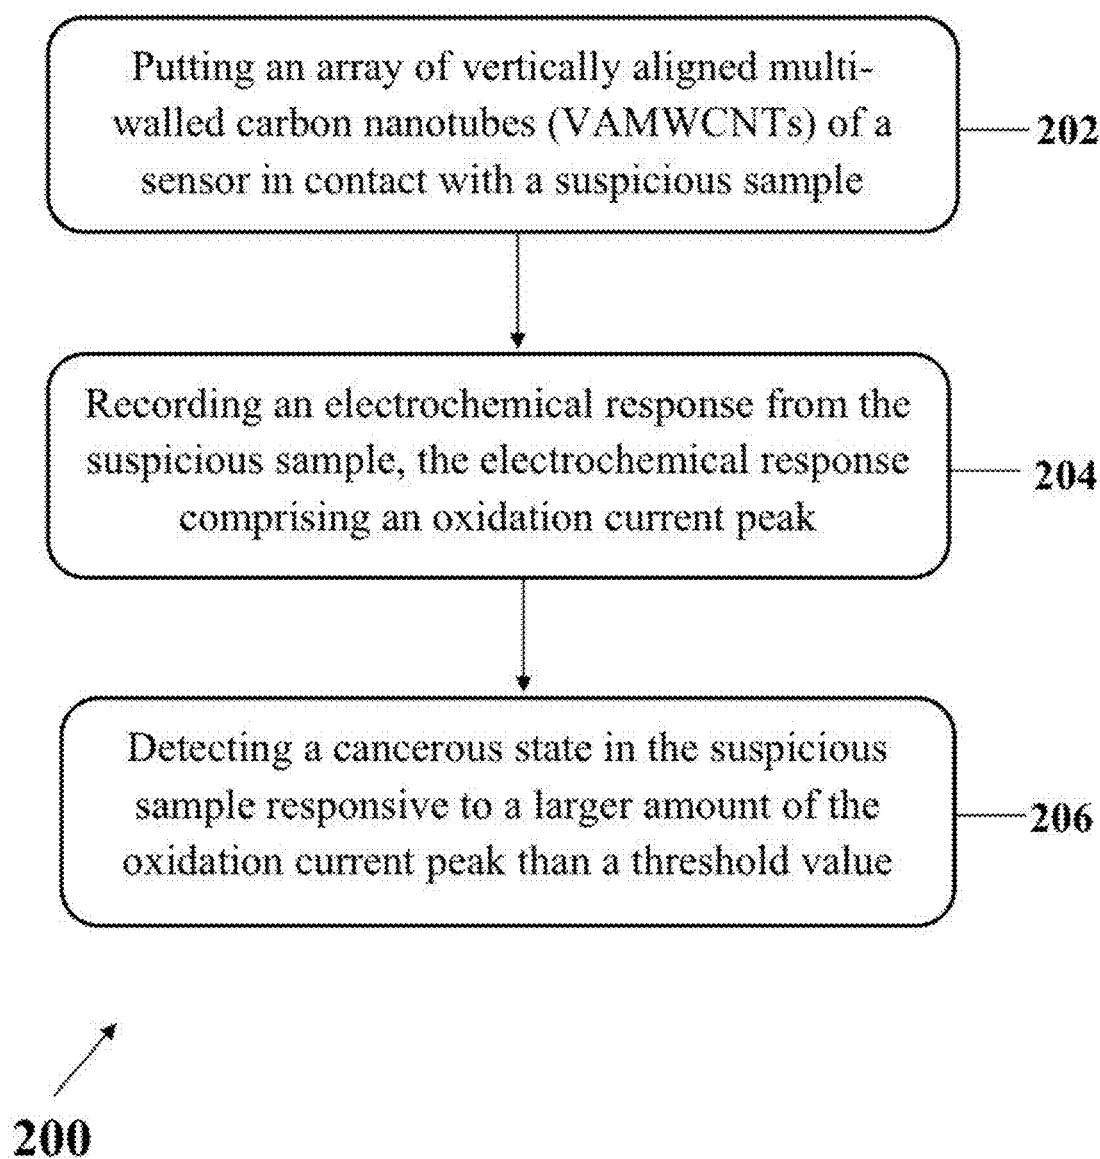 Putting an array of vertically aligned multi-
walled carbon nanotubes (VAMWCNTs) of a
sensor in contact with a suspicious sample
202
Recording an electrochemical response from the
suspicious sample, the electrochemical response
comprising an oxidation current peak
204
Detecting a cancerous state in the suspicious
sample responsive to a larger amount of the
oxidation current peak than a threshold value
206
200